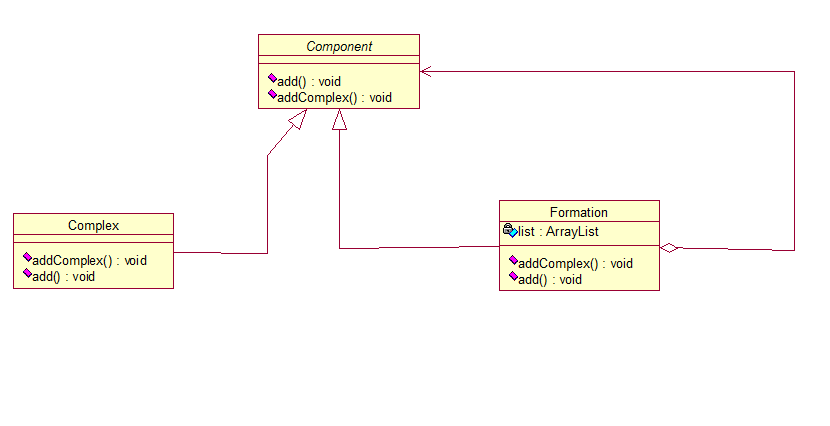 Component
add() : void
addComplex() : void
Complex
addComplex() : void
add() : void
Formation
list : ArrayList
addComplex() : void
add() : void